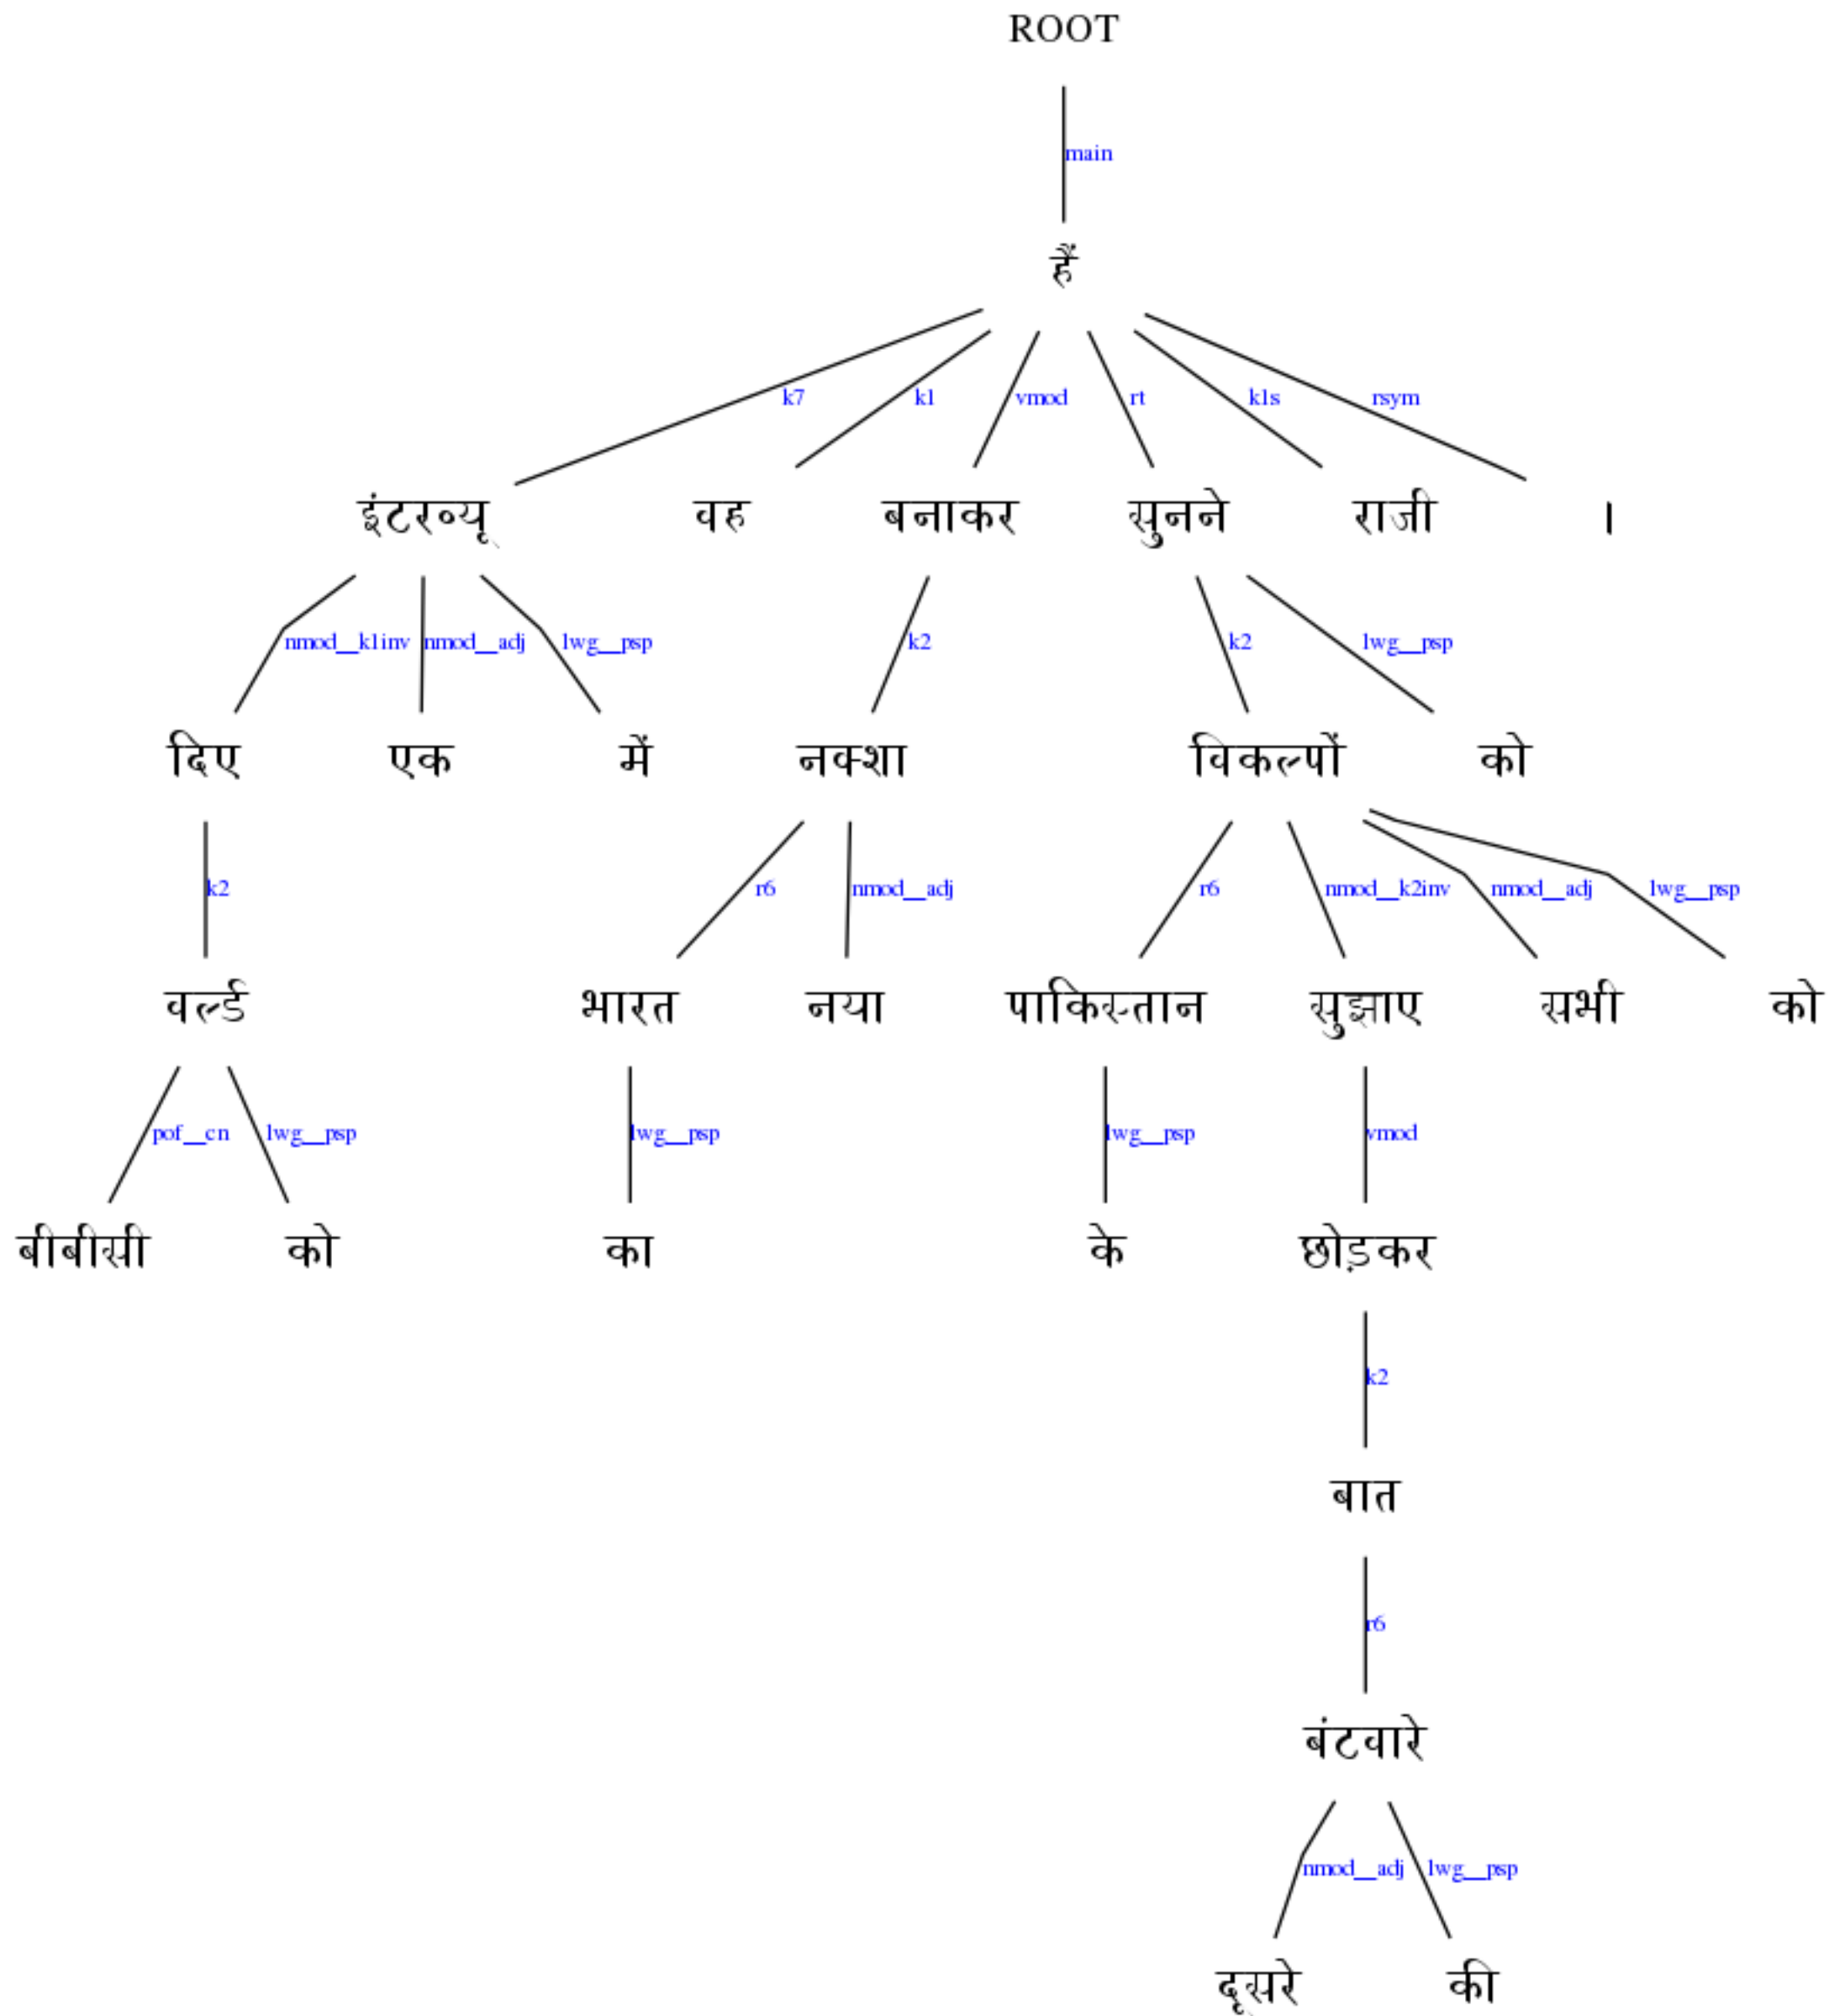 ROOT
main
हैं
k7 k1 vmod rt k1s rsym
इंटरव्यू वह बनाकर सुनने राजी ।
nmod__k1inv nmod__adj lwg__psp k2 k2 lwg__psp
दिए एक में नक्शा विकल्पों को
k2 r6 nmod__adj r6 nmod__k2inv nmod__adj lwg__psp
वर्ल्ड भारत नया पाकिस्तान सुझाए सभी को
pof__cn lwg__psp lwg__psp lwg__psp vmod
बीबीसी को का के छोड़कर
k2
बात
r6
बंटवारे
nmod__adj lwg__psp
दूसरे की